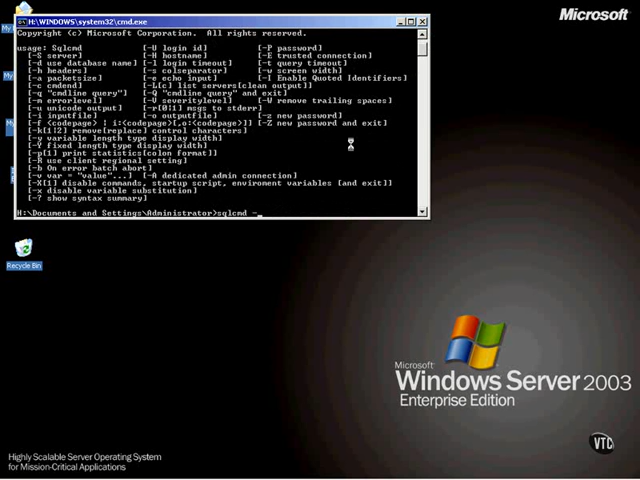 H:\WINDOWS\system32\cmd.exe
Copyright (c) Microsoft Corporation.  All rights reserved.
usage: Sqlcmd [-U login id] [-P password]
[-S server] [-H hostname] [-E trusted connection]
[-d use database name] [-l login timeout] [-t query timeout]
[-h headers] [-s colseparator] [-w screen width]
[-a packetsize] [-e echo input] [-I Enable Quoted Identifiers]
[-c cmdend] [-L[c] list servers[clean output]]
[-q "cmdline query"] [-Q "cmdline query" and exit]
[-m errorlevel] [-V severitylevel] [-W remove trailing spaces]
[-u unicode output] [-r[0|1] msgs to stderr]
[-i inputfile] [-o outputfile] [-z new password]
[-f <codepage> | i:<codepage>[,o:<codepage>]] [-Z new password and exit]
[-k[1|2] remove[replace] control characters]
[-y variable length type display width]
[-Y fixed length type display width]
[-p[1] print statistics[colon format]]
[-R use client regional setting]
[-b On error batch abort]
[-v var = "value"...] [-A dedicated admin connection]
[-X[1] disable commands, startup script, enviroment variables [and exit]]
[-x disable variable substitution]
[-? show syntax summary]
H:\Documents and Settings\Administrator>sqlcmd -_
My
My
Recycle Bin
Microsoft
Microsoft
Windows Server 2003
Enterprise Edition
VTC
Highly Scalable Server Operating System
for Mission-Critical Applications